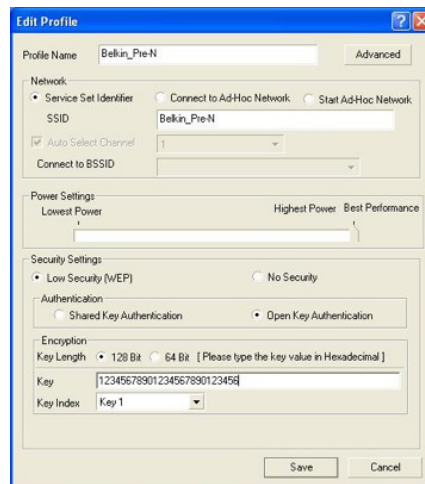 Edit Profile
Profile Name Belkin_Pre-N Advanced
Network
Service Set Identifier Connect to Ad-Hoc Network Start Ad-Hoc Network
SSID Belkin_Pre-N
Auto Select Channel 1
Connect to BSSID
Power Settings
Lowest Power Highest Power Best Performance
Security Settings
Low Security (WEP) No Security
Authentication
Shared Key Authentication Open Key Authentication
Encryption
Key Length 128 Bit 64 Bit [ Please type the key value in Hexadecimal ]
Key 12345678901234567890123456
Key Index Key 1
Save Cancel